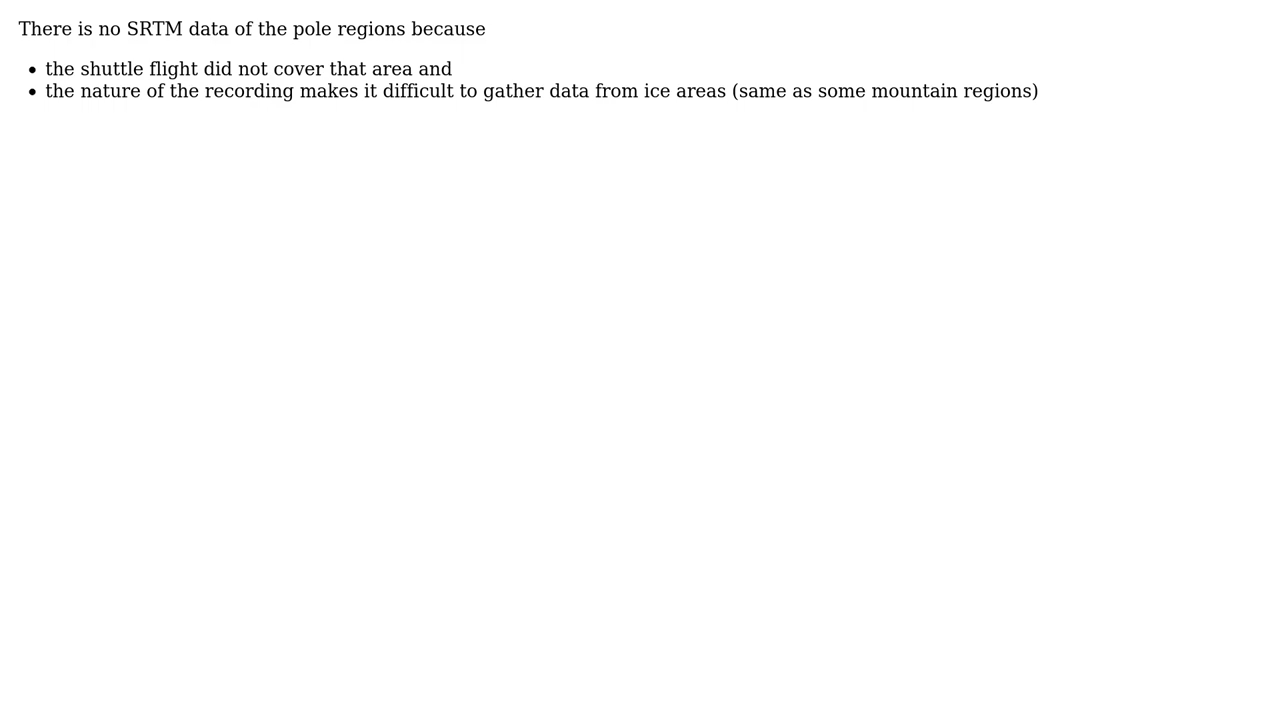 There is no SRTM data of the pole regions because
• the shuttle flight did not cover that area and
• the nature of the recording makes it difficult to gather data from ice areas (same as some mountain regions)